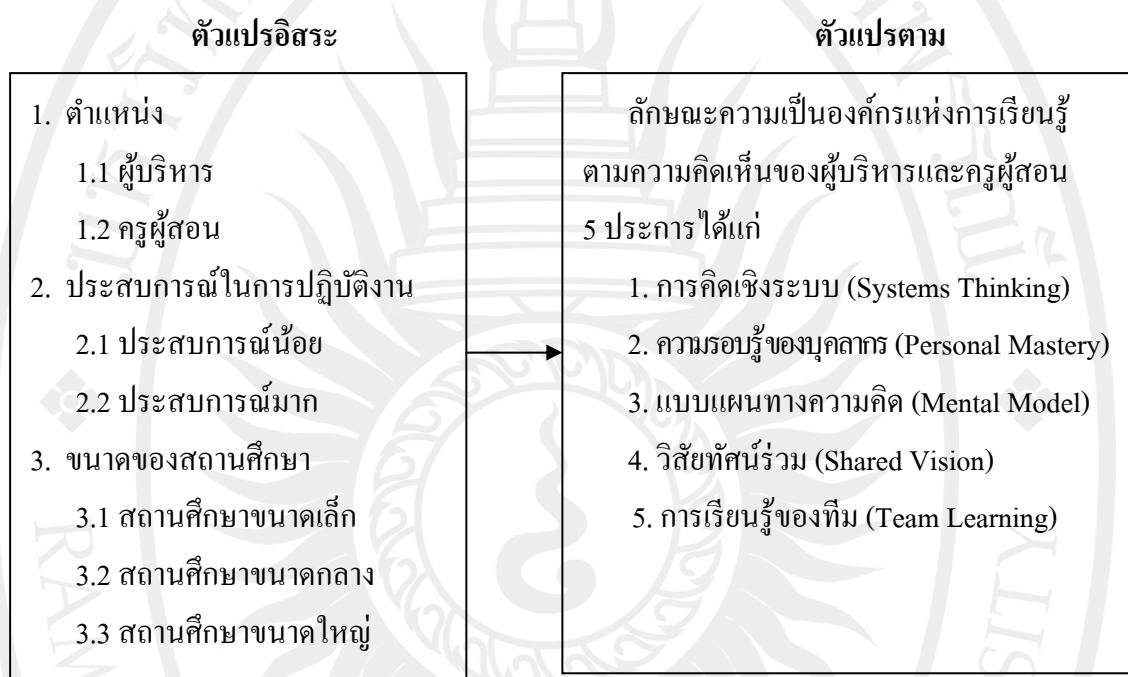 ตัวแปรอิสระ
1. ตำแหน่ง
1.1 ผู้บริหาร
1.2 ครูผู้สอน
2. ประสบการณ์ในการปฏิบัติงาน
2.1 ประสบการณ์น้อย
2.2 ประสบการณ์มาก
3. ขนาดของสถานศึกษา
3.1 สถานศึกษาขนาดเล็ก
3.2 สถานศึกษาขนาดกลาง
3.3 สถานศึกษาขนาดใหญ่
ตัวแปรตาม
ลักษณะความเป็นองค์กรแห่งการเรียนรู้
ตามความคิดเห็นของผู้บริหารและครูผู้สอน
5 ประการ ได้แก่
1. การคิดเชิงระบบ (Systems Thinking)
2. ความรอบรู้ของบุคลากร (Personal Mastery)
3. แบบแผนทางความคิด (Mental Model)
4. วิสัยทัศน์ร่วม (Shared Vision)
5. การเรียนรู้ของทีม (Team Learning)